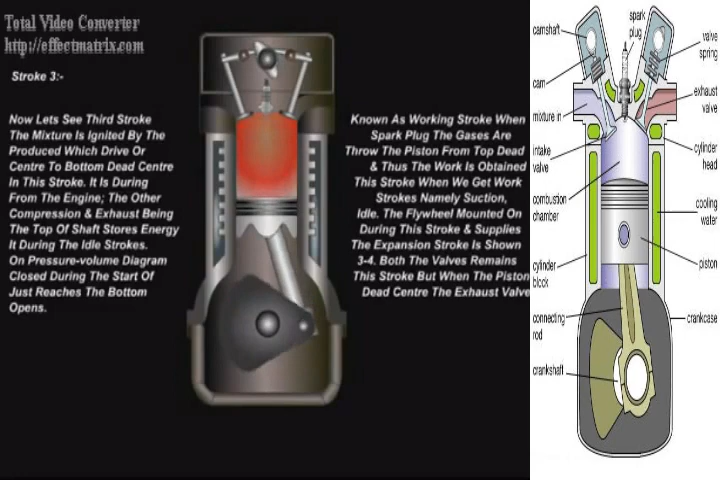 Total Video Converter
http://effectmatrix.com
Stroke 3:-
Now Lets See Third Stroke Known As Working Stroke When
The Mixture Is Ignited By The Spark Plug The Gases Are
Produced Which Drive Or Throw The Piston From Top Dead
Centre To Bottom Dead Centre & Thus The Work Is Obtained
In This Stroke. It Is During This Stroke When We Get Work
From The Engine; The Other Strokes Namely Suction,
Compression & Exhaust Being Idle. The Flywheel Mounted On
The Top Of Shaft Stores Energy During This Stroke & Supplies
It During The Idle Strokes. The Expansion Stroke Is Shown
On Pressure-volume Diagram 3-4. Both The Valves Remains
Closed During The Start Of This Stroke But When The Piston
Just Reaches The Bottom Dead Centre The Exhaust Valve
Opens.
camshaft
spark
plug
valve
spring
cam
exhaust
valve
mixture in
intake
valve
cylinder
head
combustion
chamber
cooling
water
cylinder
block
piston
connecting
rod
crankcase
crankshaft